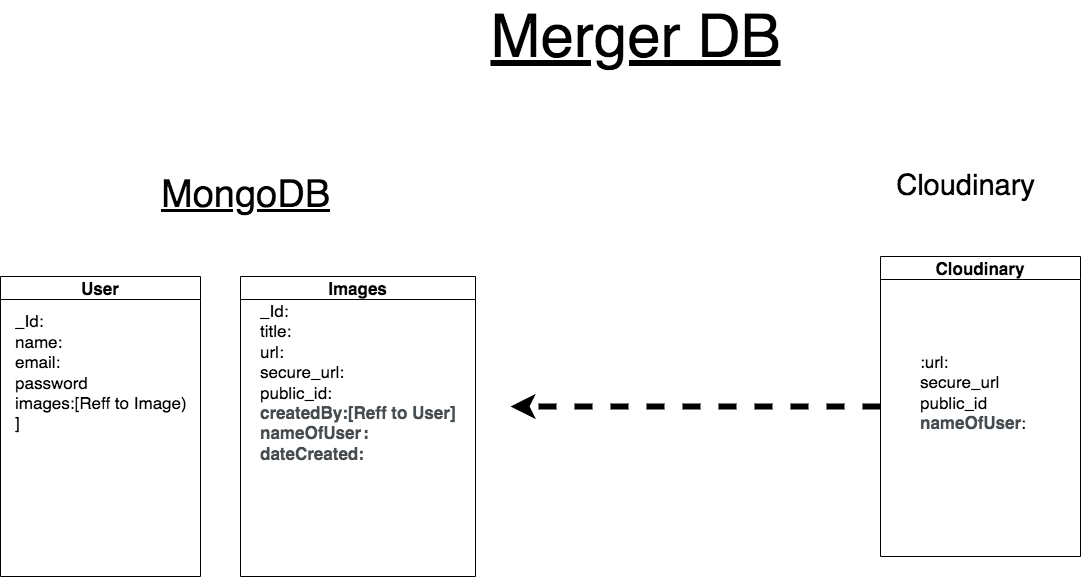 Merger DB
MongoDB
Cloudinary
User
_Id:
name:
email:
password
images:[Reff to Image)
]
Images
_Id:
title:
url:
secure_url:
public_id:
createdBy:[Reff to User]
nameOfUser:
dateCreated:
Cloudinary
:url:
secure_url
public_id
nameOfUser: